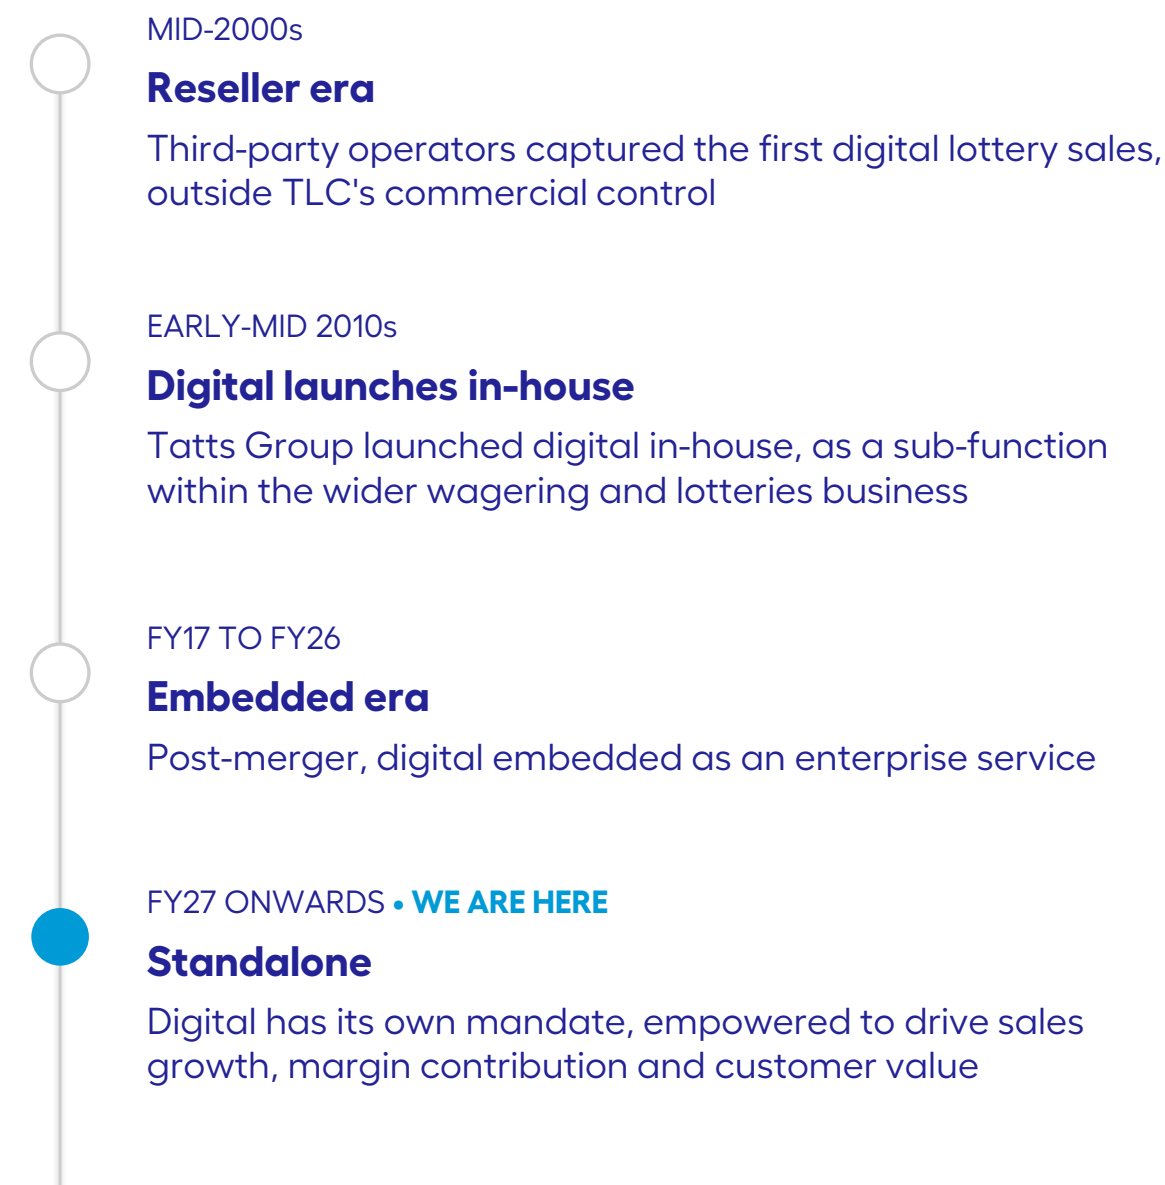 MID-2000s
Reseller era
Third-party operators captured the first digital lottery sales,
outside TLC's commercial control
EARLY-MID 2010s
Digital launches in-house
Tatts Group launched digital in-house, as a sub-function
within the wider wagering and lotteries business
FY17 TO FY26
Embedded era
Post-merger, digital embedded as an enterprise service
FY27 ONWARDS • WE ARE HERE
Standalone
Digital has its own mandate, empowered to drive sales
growth, margin contribution and customer value